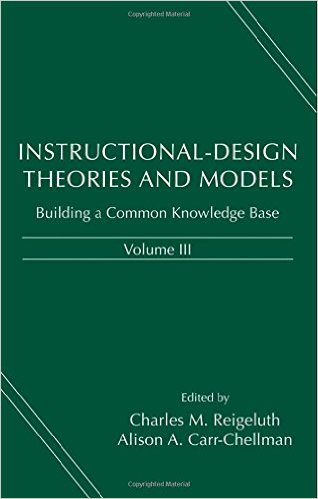 INSTRUCTIONAL-DESIGN
THEORIES AND MODELS
Building a Common Knowledge Base
Volume III
Edited by
Charles M. Reigeluth
Alison A. Carr-Chellman